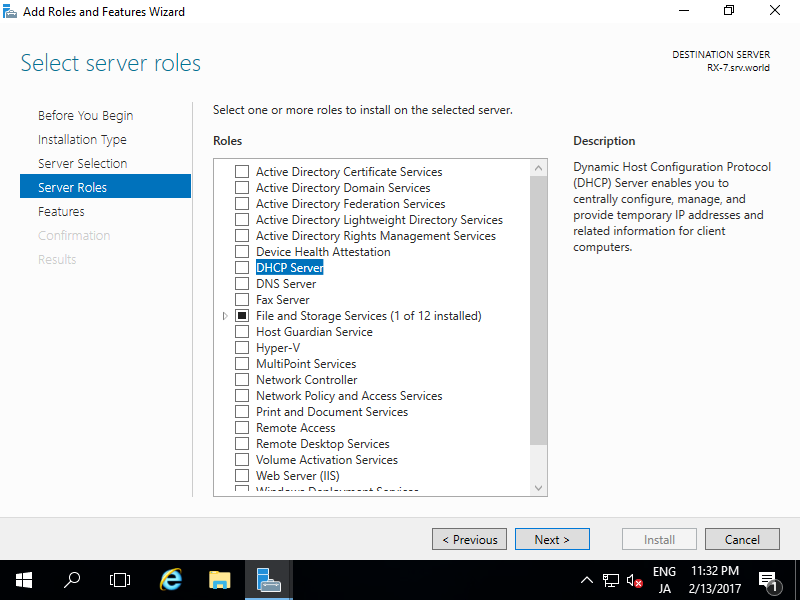 Add Roles and Features Wizard
Select server roles
DESTINATION SERVER
RX-7.srv.world
Before You Begin
Installation Type
Server Selection
Server Roles
Features
Confirmation
Results
Select one or more roles to install on the selected server.
Roles
Active Directory Certificate Services
Active Directory Domain Services
Active Directory Federation Services
Active Directory Lightweight Directory Services
Active Directory Rights Management Services
Device Health Attestation
DHCP Server
DNS Server
Fax Server
File and Storage Services (1 of 12 installed)
Host Guardian Service
Hyper-V
MultiPoint Services
Network Controller
Network Policy and Access Services
Print and Document Services
Remote Access
Remote Desktop Services
Volume Activation Services
Web Server (IIS)
Windows Deployment Services
Description
Dynamic Host Configuration Protocol
(DHCP) Server enables you to
centrally configure, manage, and
provide temporary IP addresses and
related information for client
computers.
< Previous
Next >
Install
Cancel
ENG
JA
11:32 PM
2/13/2017
1